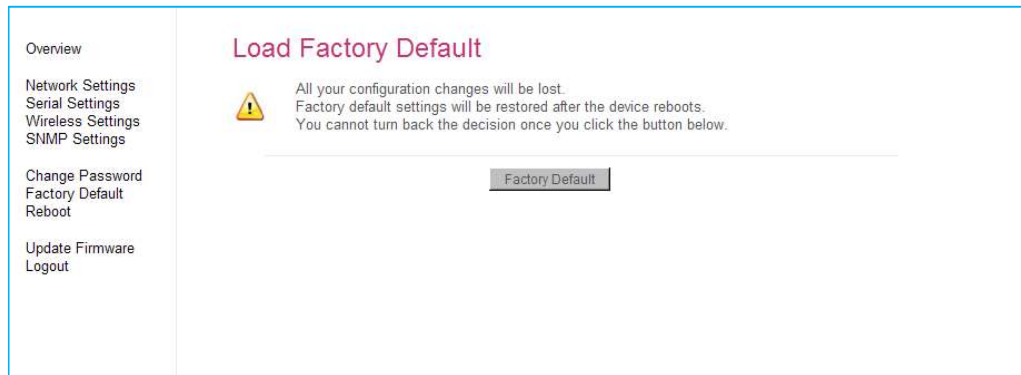 Overview
Network Settings
Serial Settings
Wireless Settings
SNMP Settings
Change Password
Factory Default
Reboot
Update Firmware
Logout
Load Factory Default
All your configuration changes will be lost.
Factory default settings will be restored after the device reboots.
You cannot turn back the decision once you click the button below.
Factory Default